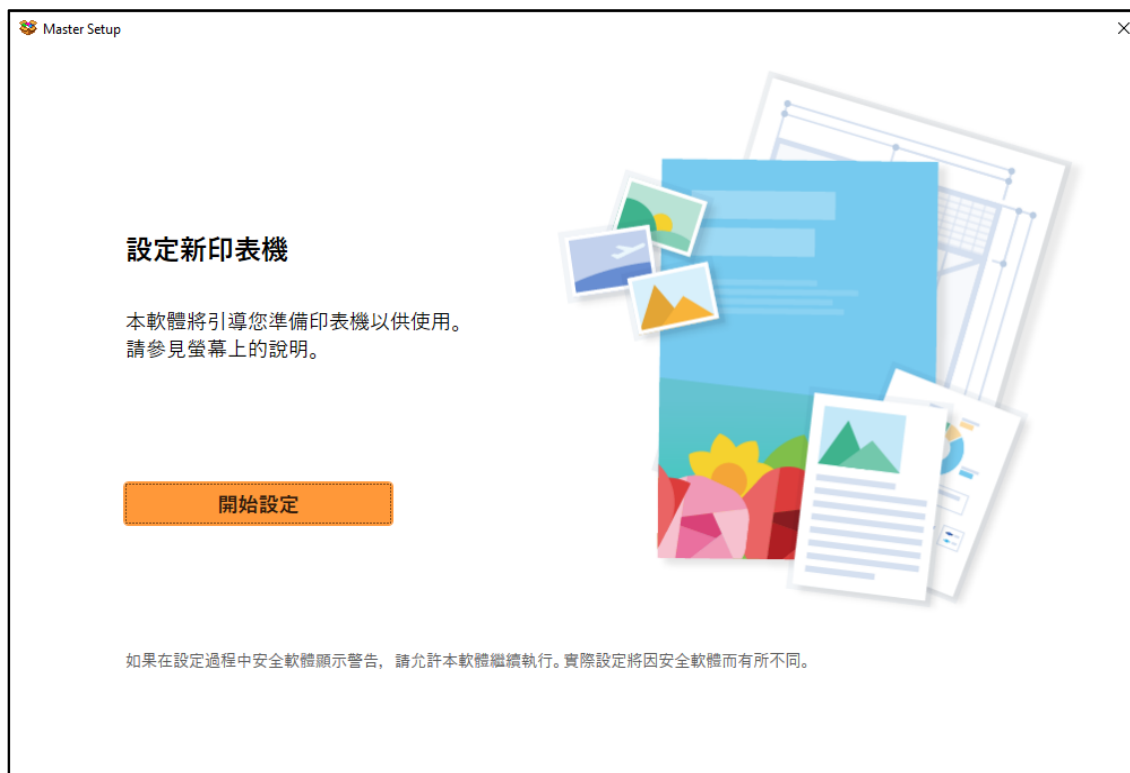 Master Setup
設定新印表機
本軟體將引導您準備印表機以供使用。
請參見螢幕上的說明。
開始設定
如果在設定過程中安全軟體顯示警告，請允許本軟體繼續執行。實際設定將因安全軟體而有所不同。